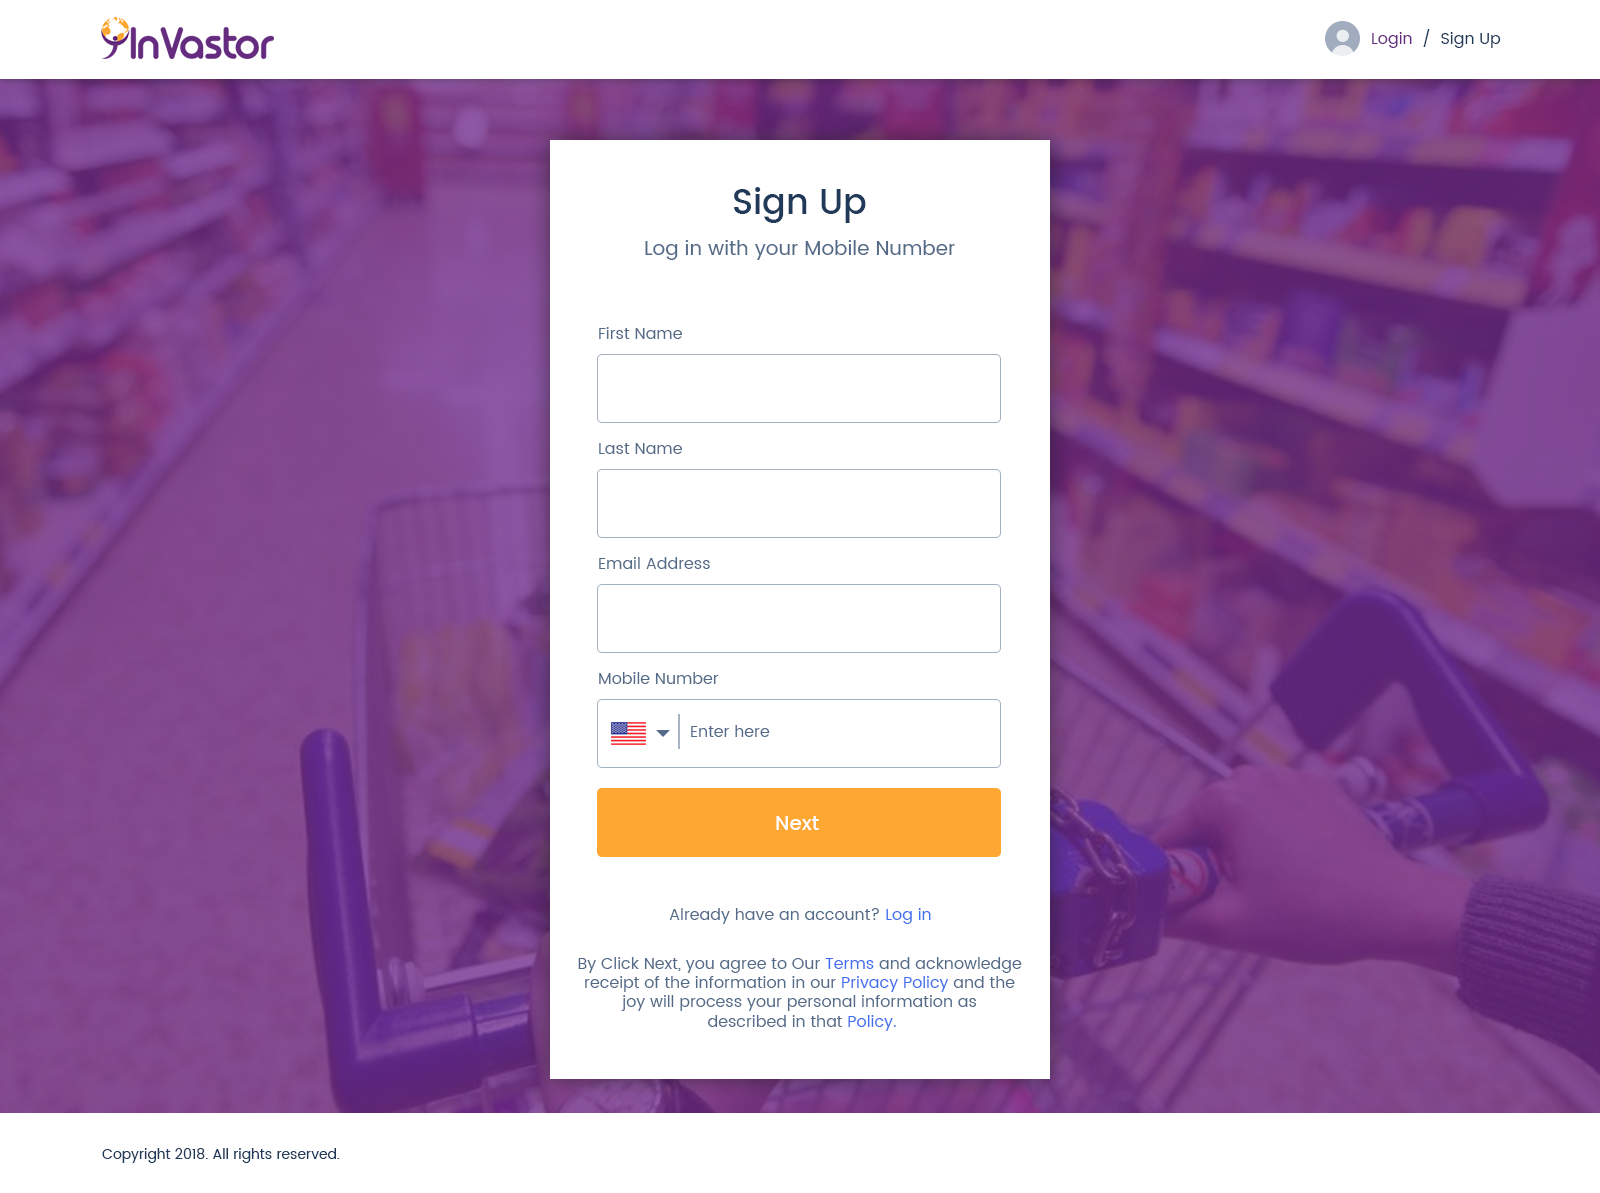 InVastor
Login / Sign Up
Sign Up
Log in with your Mobile Number
First Name
Last Name
Email Address
Mobile Number
Enter here
Next
Already have an account? Log in
By Click Next, you agree to Our Terms and acknowledge
receipt of the information in our Privacy Policy and the
joy will process your personal information as
described in that Policy.
Copyright 2018. All rights reserved.